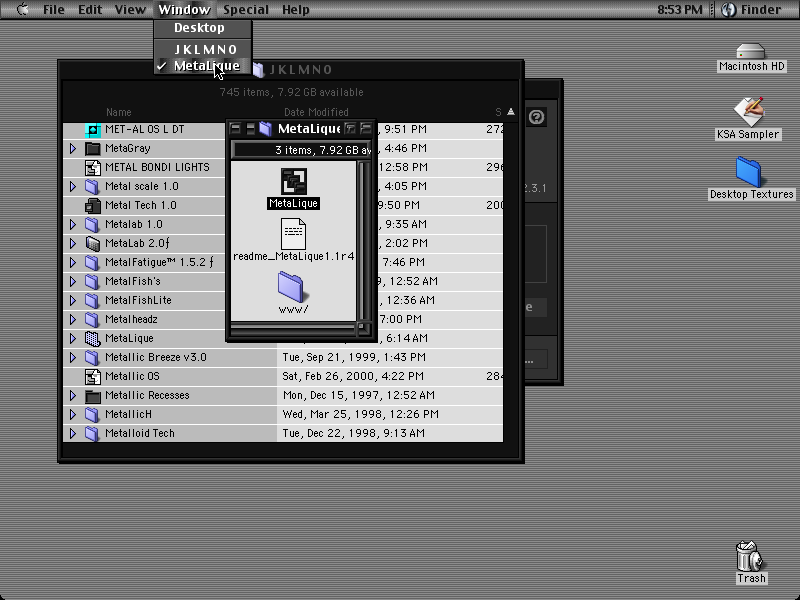 File Edit View Window Special Help 8:53 PM Finder
Desktop
JKLMNO
✓ MetaLique
JKLMNO
745 items, 7.92 GB available
Name Date Modified S
MET-AL OS L DT , 9:51 PM 272
MetaGray , 4:46 PM
METAL BONDI LIGHTS 12:58 PM 296
Metal scale 1.0 , 4:05 PM
Metal Tech 1.0 9:50 PM 200
Metalab 1.0 , 9:35 AM
MetaLab 2.0ƒ , 2:02 PM
MetalFatigue™ 1.5.2 ƒ 7:46 PM
MetalFish's 9, 12:52 AM
MetalFishLite , 12:36 AM
Metalheadz 7:00 PM
MetaLique , 6:14 AM
Metallic Breeze v3.0 Tue, Sep 21, 1999, 1:43 PM
Metallic OS Sat, Feb 26, 2000, 4:22 PM 284
Metallic Recesses Mon, Dec 15, 1997, 12:52 AM
MetallicH Wed, Mar 25, 1998, 12:26 PM
Metalloid Tech Tue, Dec 22, 1998, 9:13 AM
MetaLique
3 items, 7.92 GB av
MetaLique
readme_MetaLique1.1r4
www/
?
2.3.1
e
...
Macintosh HD
KSA Sampler
Desktop Textures
Trash